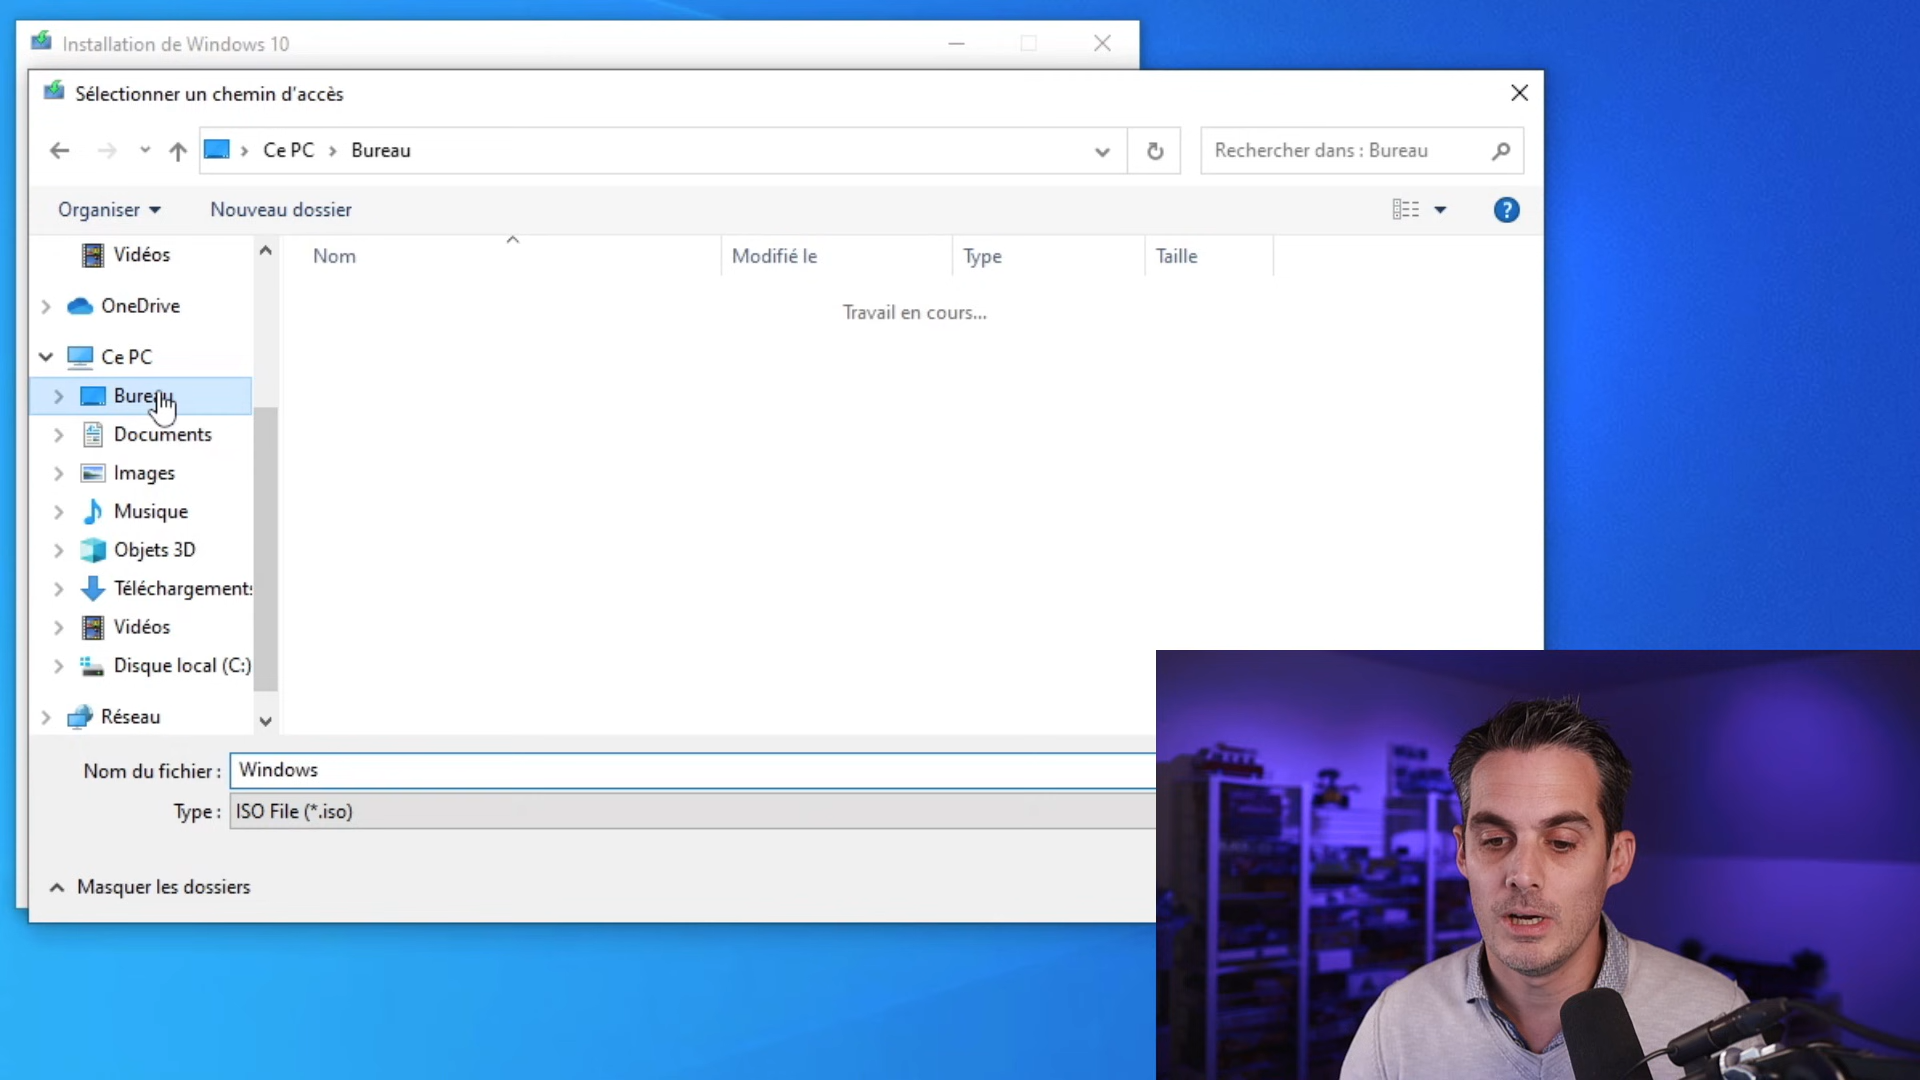 Installation de Windows 10
Sélectionner un chemin d'accès
Ce PC > Bureau
Rechercher dans : Bureau
Organiser
Nouveau dossier
?
Nom
Modifié le
Type
Taille
Travail en cours...
Vidéos
OneDrive
Ce PC
Bureau
Documents
Images
Musique
Objets 3D
Téléchargements
Vidéos
Disque local (C:)
Réseau
Nom du fichier : Windows
Type : ISO File (*.iso)
Masquer les dossiers